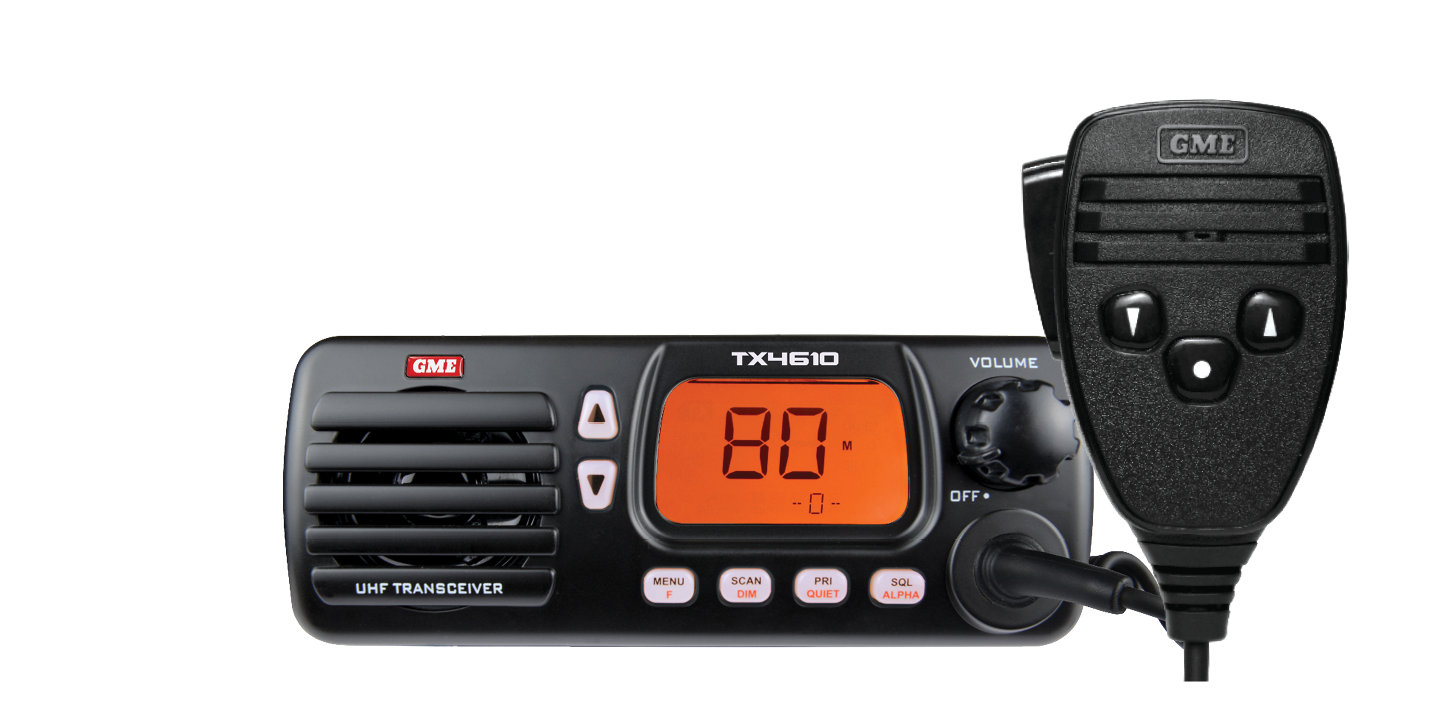 GME
GME
TX4610
VOLUME
80 M
--0--
OFF•
UHF TRANSCEIVER
MENU
F
SCAN
DIM
PRI
QUIET
SQL
ALPHA